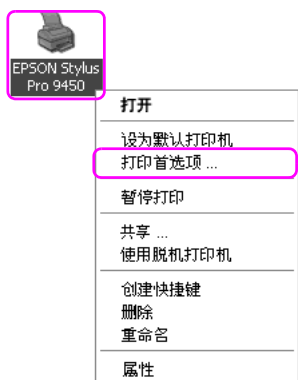 EPSON Stylus
Pro 9450
打开
设为默认打印机
打印首选项 ...
暂停打印
共享 ...
使用脱机打印机
创建快捷键
删除
重命名
属性